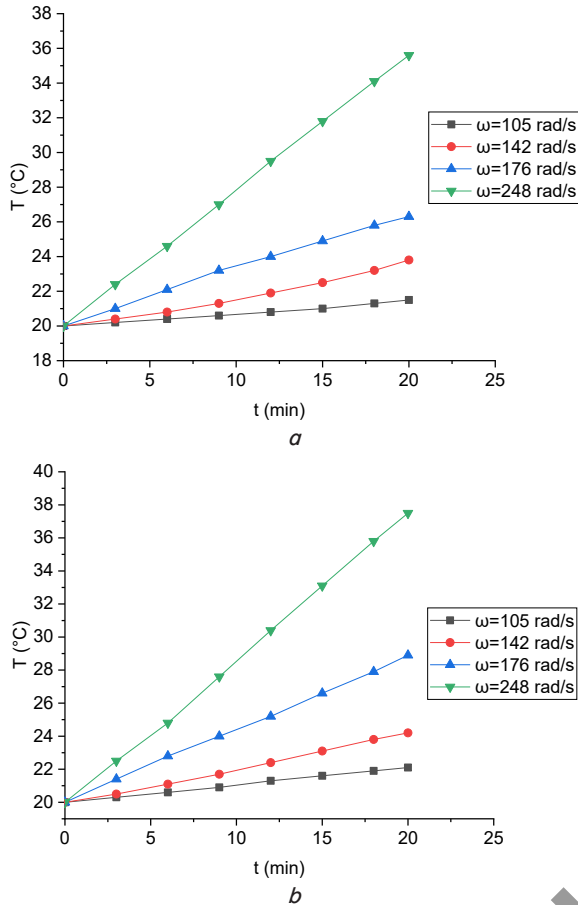 38
36
34
32
30
28
26
24
22
20
18
T (°C)
0
5
10
15
20
25
t (min)
ω=105 rad/s
ω=142 rad/s
ω=176 rad/s
ω=248 rad/s
a
40
38
36
34
32
30
28
26
24
22
20
T (°C)
0
5
10
15
20
25
t (min)
ω=105 rad/s
ω=142 rad/s
ω=176 rad/s
ω=248 rad/s
b